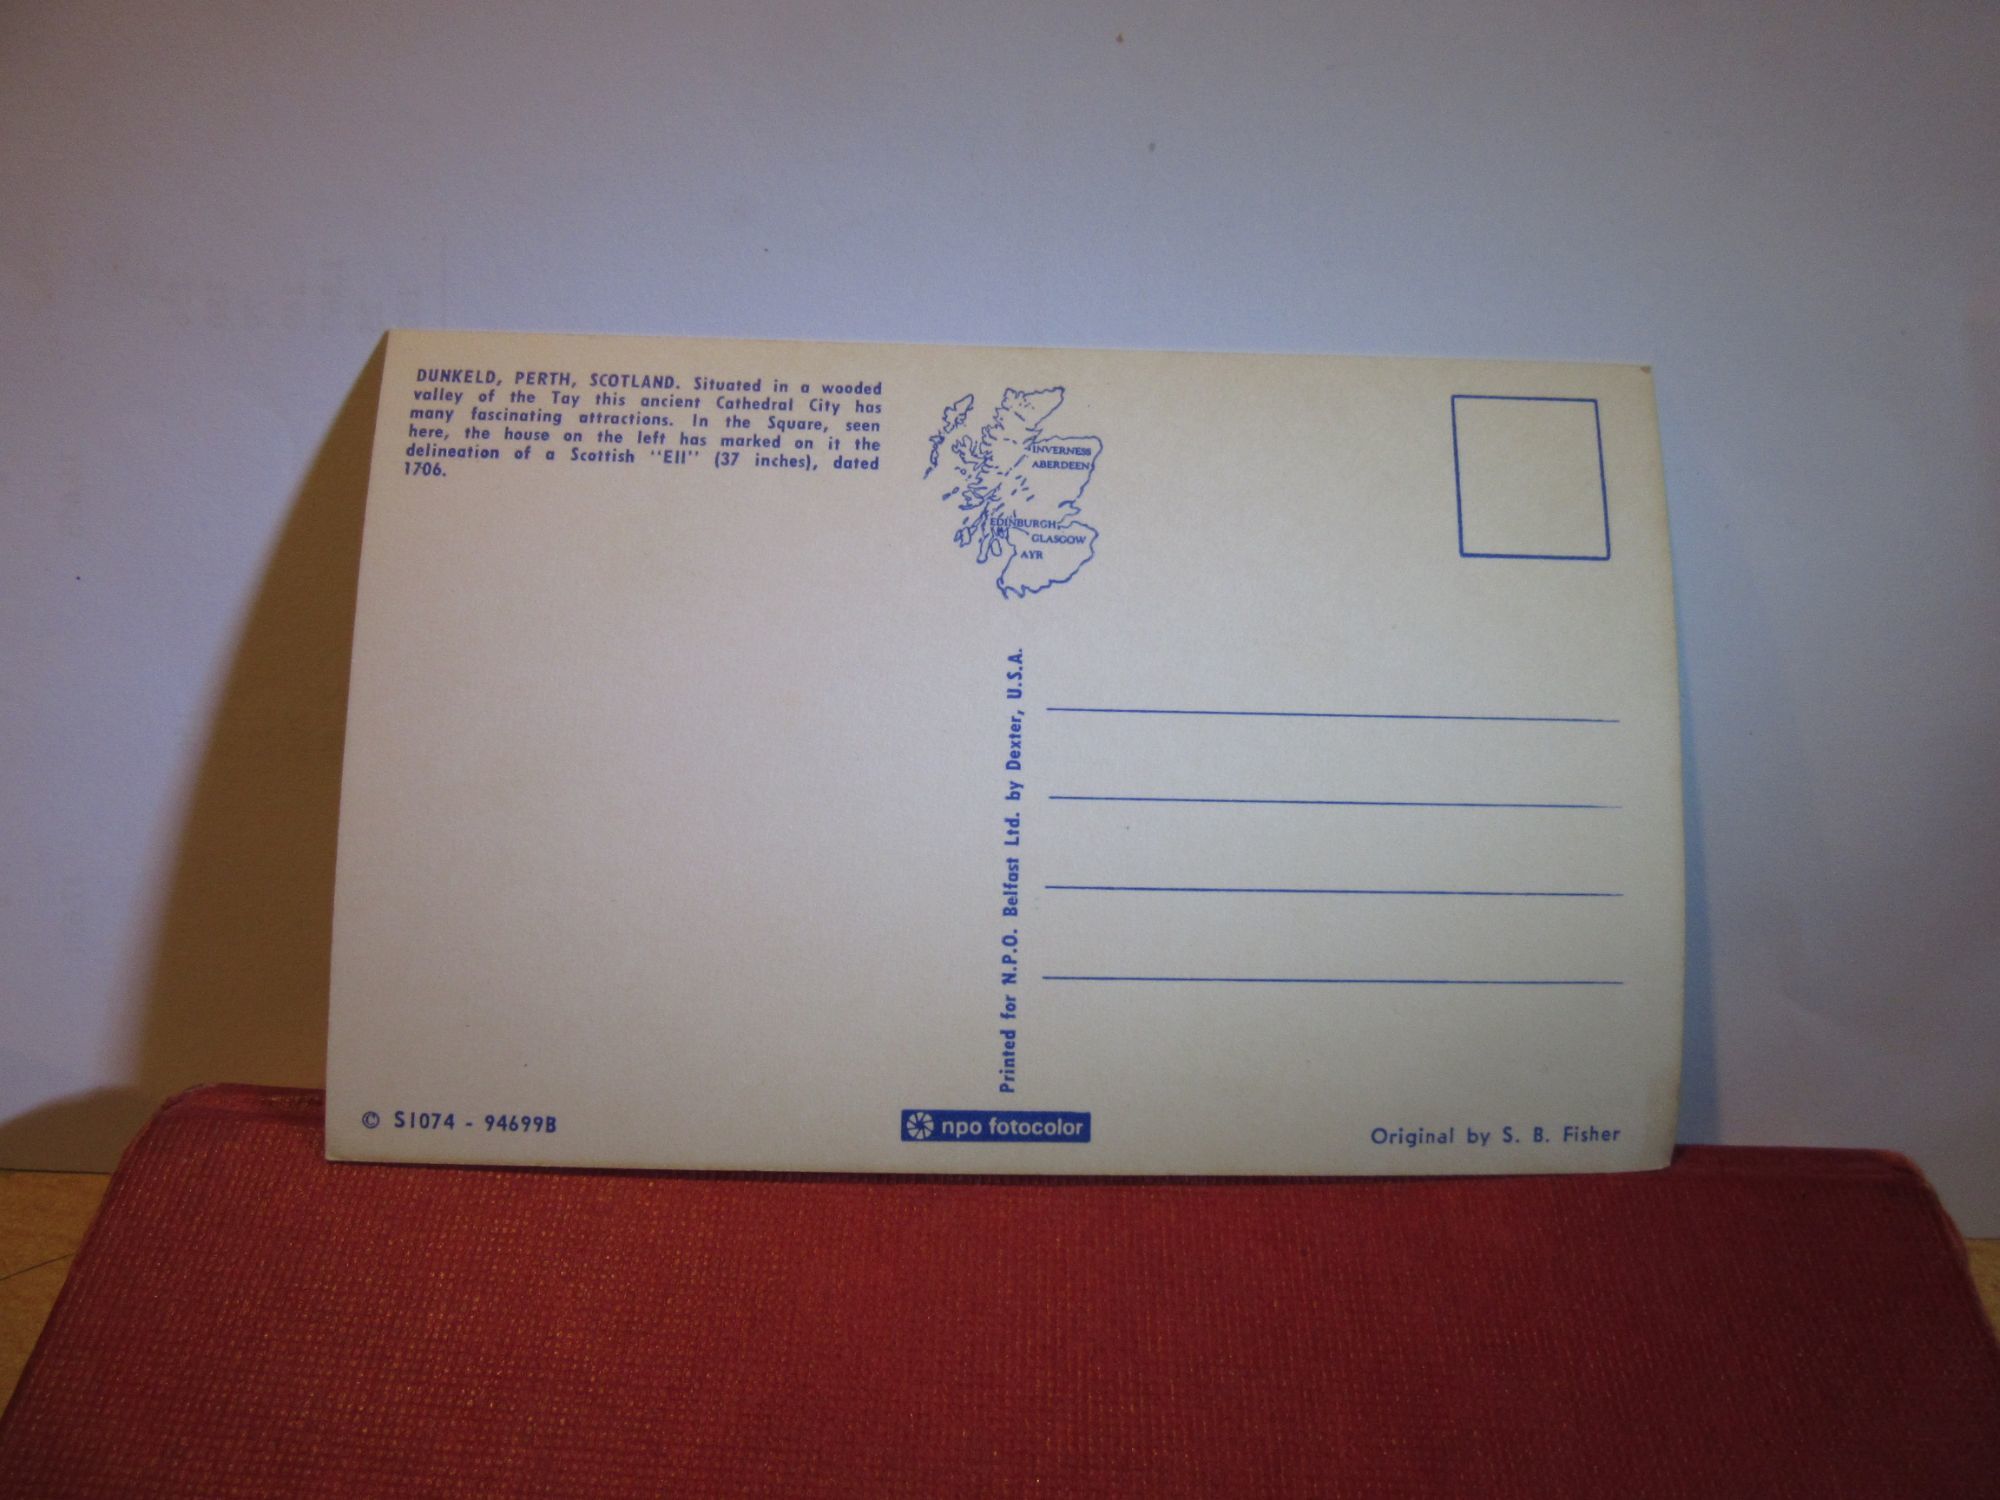 DUNKELD, PERTH, SCOTLAND. Situated in a wooded
valley of the Tay this ancient Cathedral City has
many fascinating attractions. In the Square, seen
here, the house on the left has marked on it the
delineation of a Scottish "Ell" (37 inches), dated
1706.
INVERNESS
ABERDEEN
EDINBURGH
GLASGOW
AYR
Printed for N.P.O. Belfast Ltd. by Dexter, U.S.A.
© S1074 - 94699B
npo fotocolor
Original by S. B. Fisher